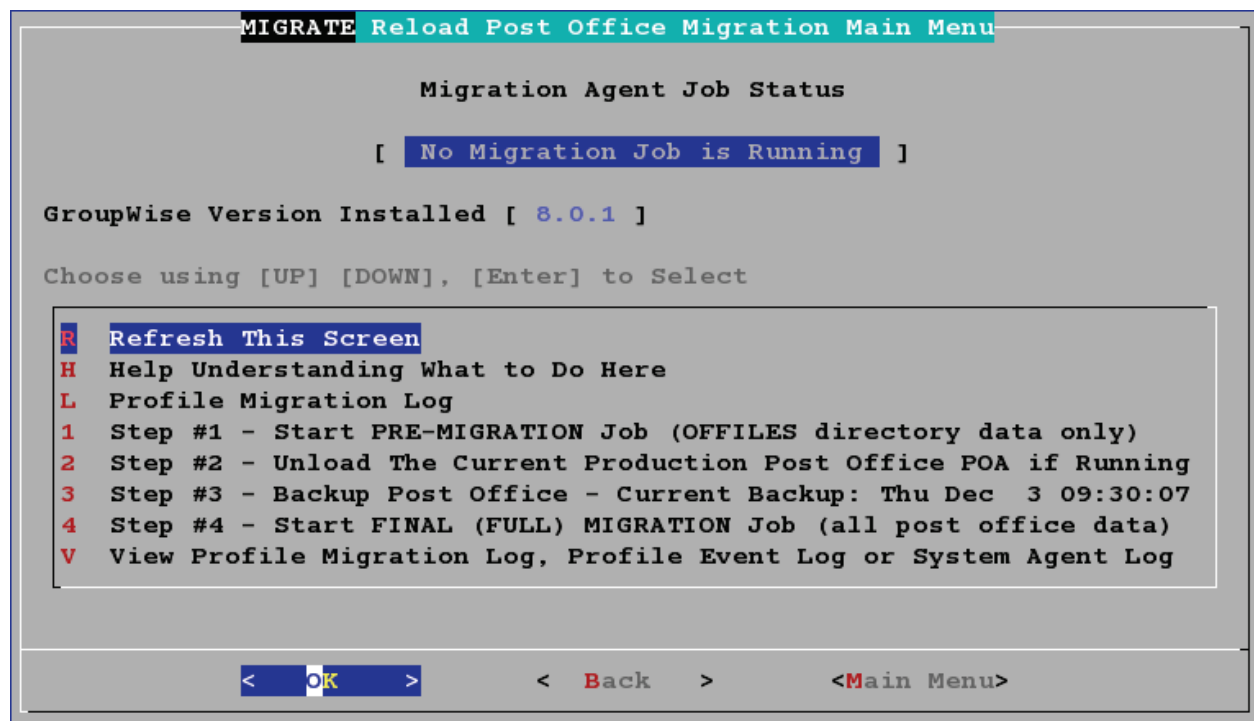 MIGRATE Reload Post Office Migration Main Menu
Migration Agent Job Status
[ No Migration Job is Running ]
GroupWise Version Installed [ 8.0.1 ]
Choose using [UP] [DOWN], [Enter] to Select
R Refresh This Screen
H Help Understanding What to Do Here
L Profile Migration Log
1 Step #1 - Start PRE-MIGRATION Job (OFFILES directory data only)
2 Step #2 - Unload The Current Production Post Office POA if Running
3 Step #3 - Backup Post Office - Current Backup: Thu Dec 3 09:30:07
4 Step #4 - Start FINAL (FULL) MIGRATION Job (all post office data)
V View Profile Migration Log, Profile Event Log or System Agent Log
< OK > < Back > <Main Menu>